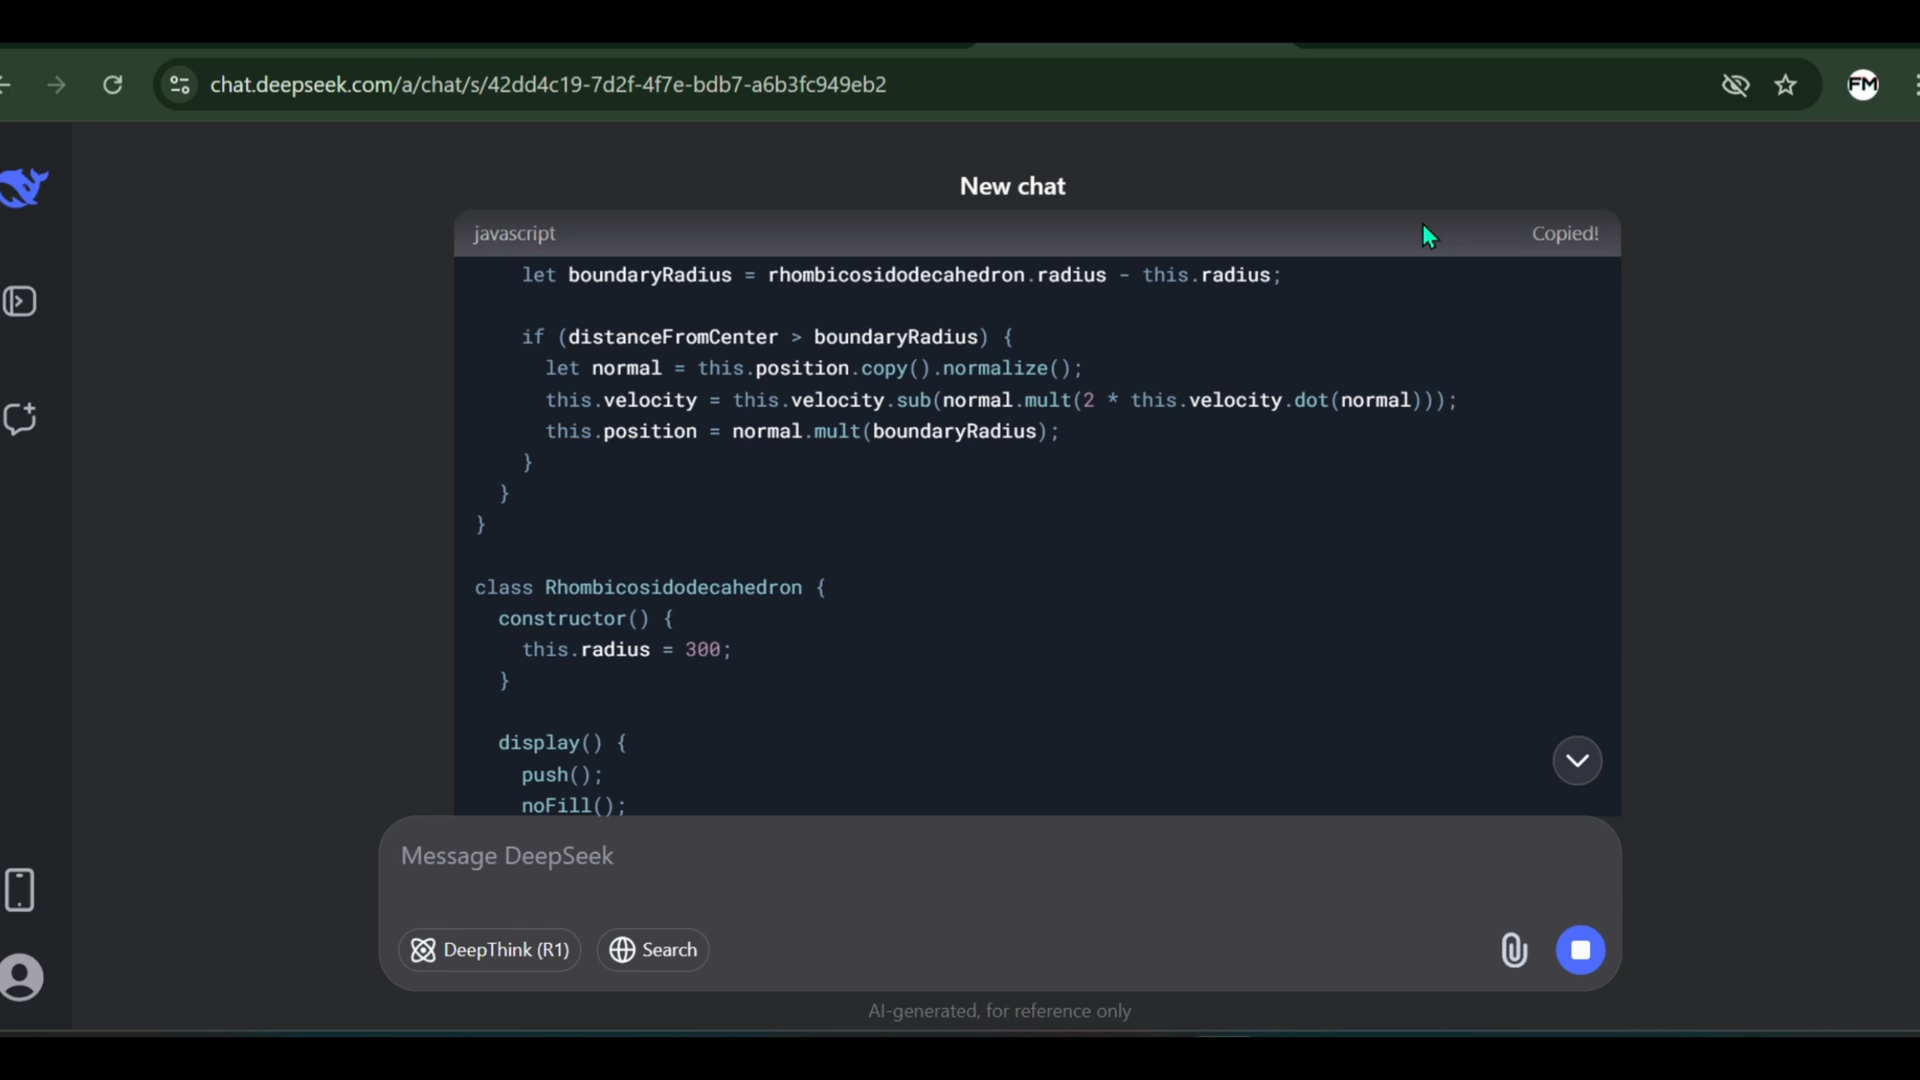 chat.deepseek.com/a/chat/s/42dd4c19-7d2f-4f7e-bdb7-a6b3fc949eb2
FM
New chat
javascript
Copied!
let boundaryRadius = rhombicosidodecahedron.radius - this.radius;
if (distanceFromCenter > boundaryRadius) {
let normal = this.position.copy().normalize();
this.velocity = this.velocity.sub(normal.mult(2 * this.velocity.dot(normal)));
this.position = normal.mult(boundaryRadius);
}
}
}
class Rhombicosidodecahedron {
constructor() {
this.radius = 300;
}
display() {
push();
noFill();
Message DeepSeek
DeepThink (R1)
Search
AI-generated, for reference only